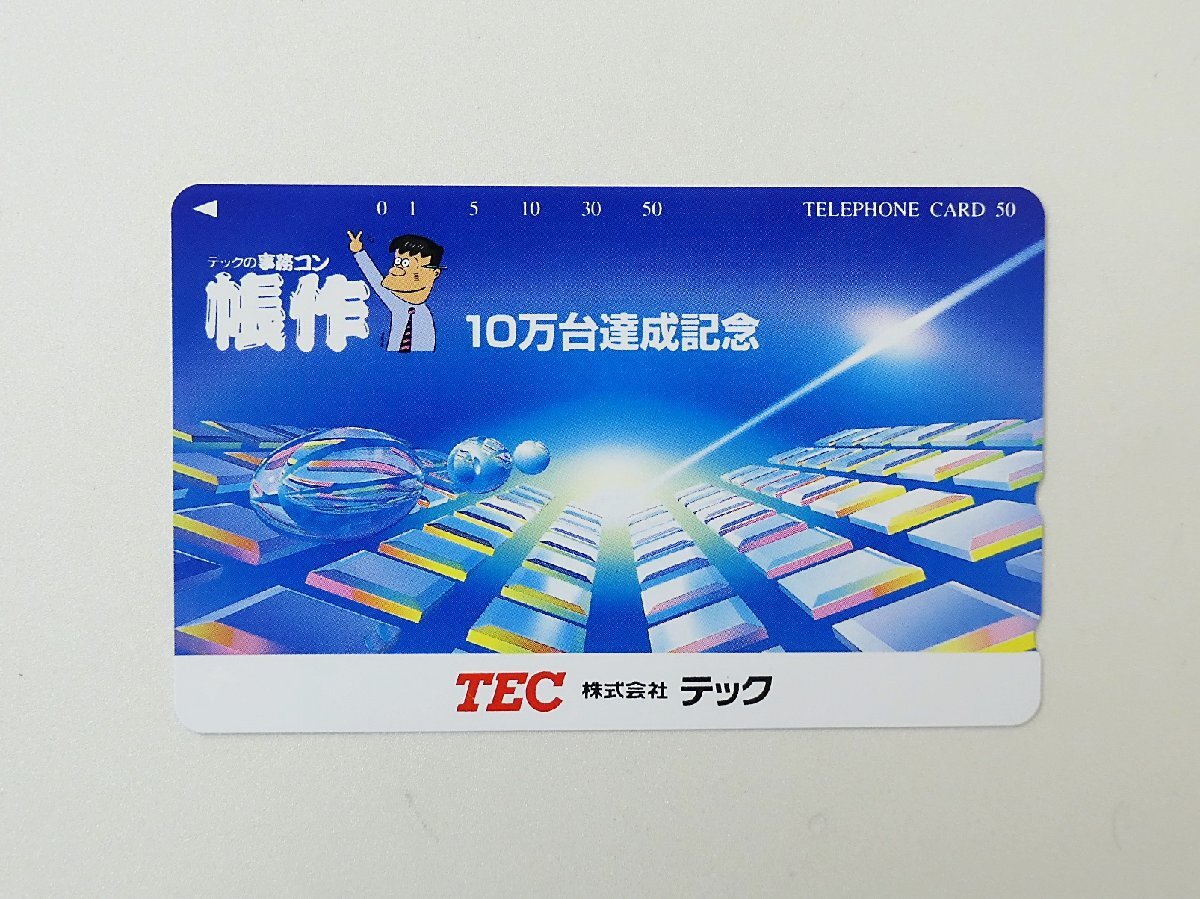 0 1 5 10 30 50 TELEPHONE CARD 50
テックの事務コン
帳作
10万台達成記念
TEC 株式会社 テック